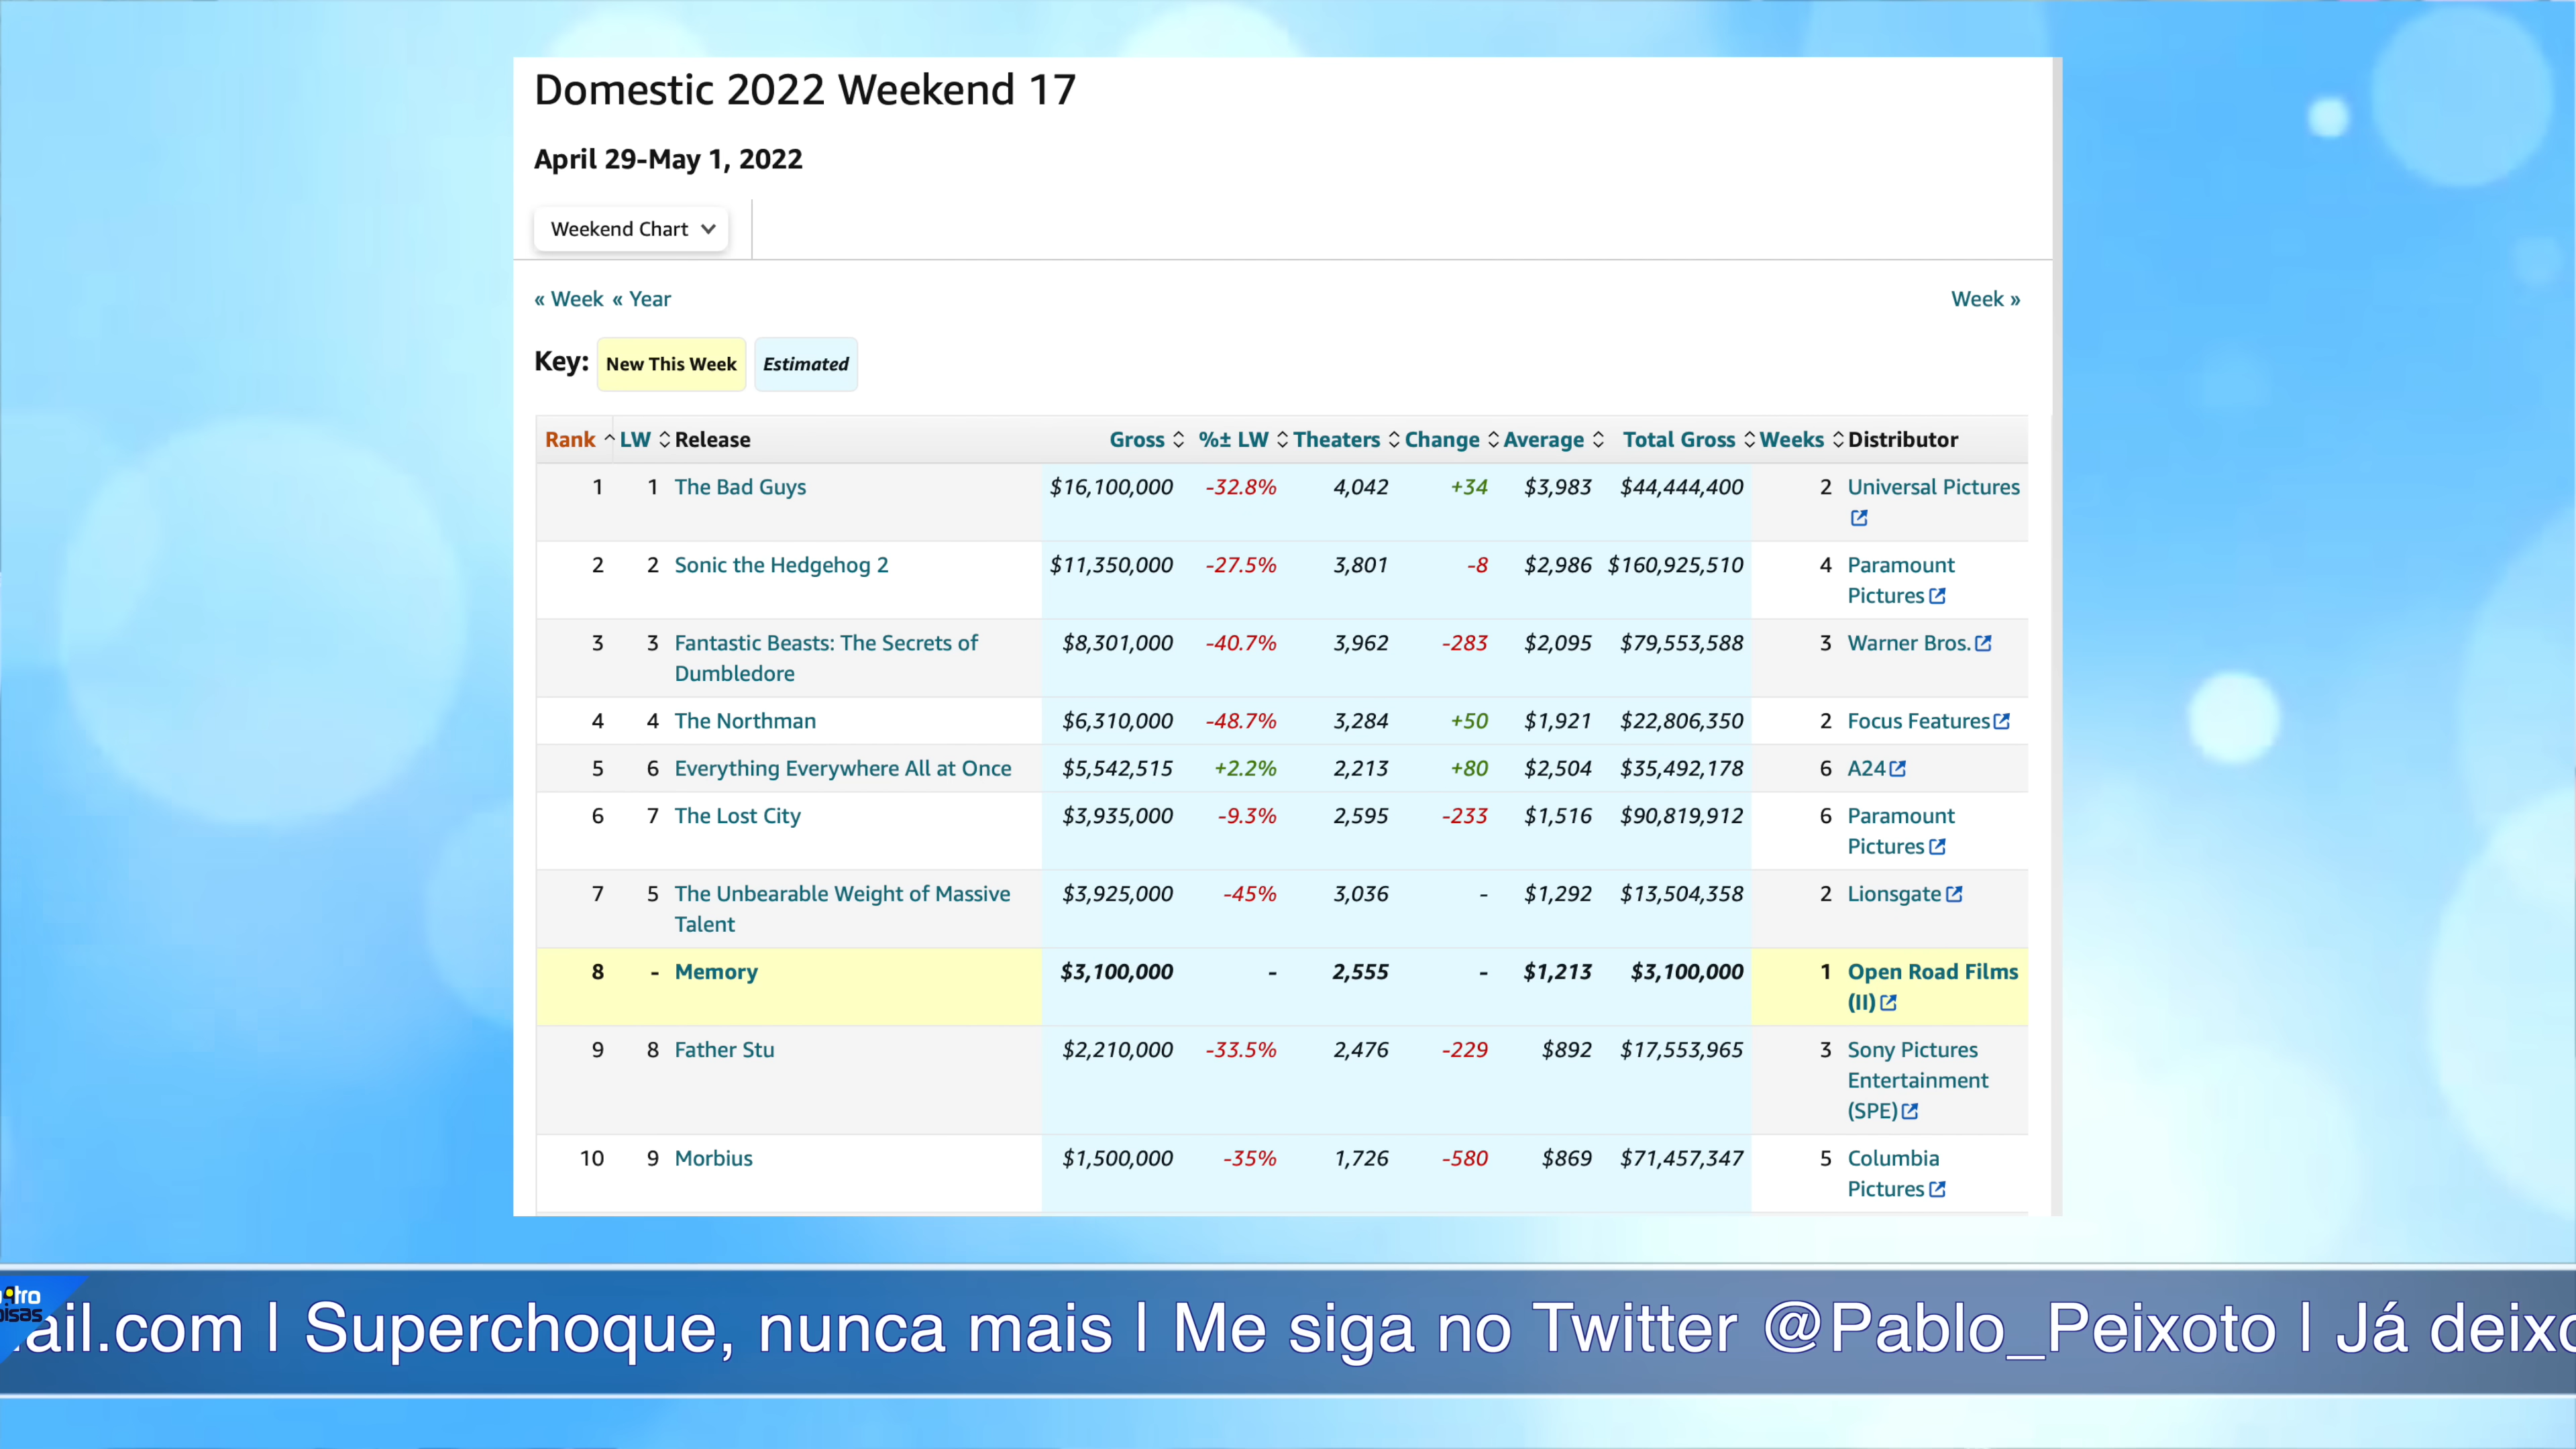 Domestic 2022 Weekend 17
April 29-May 1, 2022
Weekend Chart
« Week « Year Week »
Key: New This Week Estimated
Rank LW Release Gross %± LW Theaters Change Average Total Gross Weeks Distributor
1 1 The Bad Guys $16,100,000 -32.8% 4,042 +34 $3,983 $44,444,400 2 Universal Pictures
2 2 Sonic the Hedgehog 2 $11,350,000 -27.5% 3,801 -8 $2,986 $160,925,510 4 Paramount
Pictures
3 3 Fantastic Beasts: The Secrets of $8,301,000 -40.7% 3,962 -283 $2,095 $79,553,588 3 Warner Bros.
Dumbledore
4 4 The Northman $6,310,000 -48.7% 3,284 +50 $1,921 $22,806,350 2 Focus Features
5 6 Everything Everywhere All at Once $5,542,515 +2.2% 2,213 +80 $2,504 $35,492,178 6 A24
6 7 The Lost City $3,935,000 -9.3% 2,595 -233 $1,516 $90,819,912 6 Paramount
Pictures
7 5 The Unbearable Weight of Massive $3,925,000 -45% 3,036 - $1,292 $13,504,358 2 Lionsgate
Talent
8 - Memory $3,100,000 - 2,555 - $1,213 $3,100,000 1 Open Road Films
(II)
9 8 Father Stu $2,210,000 -33.5% 2,476 -229 $892 $17,553,965 3 Sony Pictures
Entertainment
(SPE)
10 9 Morbius $1,500,000 -35% 1,726 -580 $869 $71,457,347 5 Columbia
Pictures
ail.com | Superchoque, nunca mais | Me siga no Twitter @Pablo_Peixoto | Já deixo